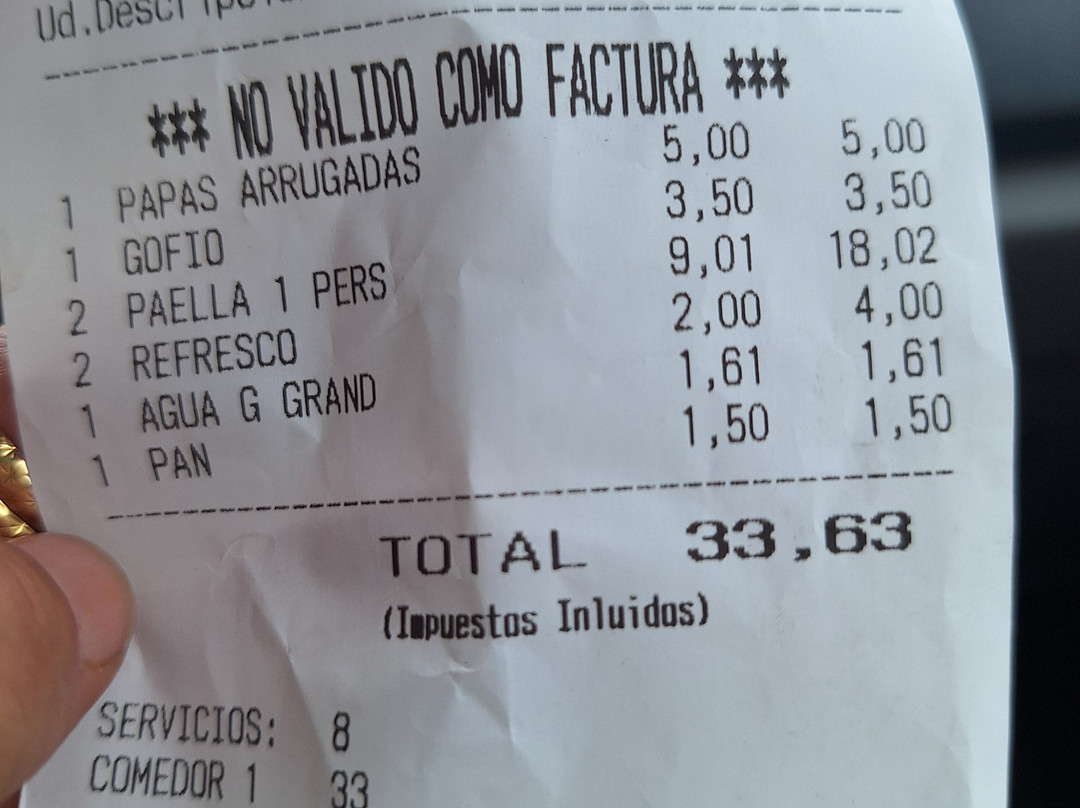 *** NO VALIDO COMO FACTURA ***
1 PAPAS ARRUGADAS 5,00 5,00
1 GOFIO 3,50 3,50
2 PAELLA 1 PERS 9,01 18,02
2 REFRESCO 2,00 4,00
1 AGUA G GRAND 1,61 1,61
1 PAN 1,50 1,50
TOTAL 33,63
(Impuestos Inluidos)
SERVICIOS: 8
COMEDOR 1 33